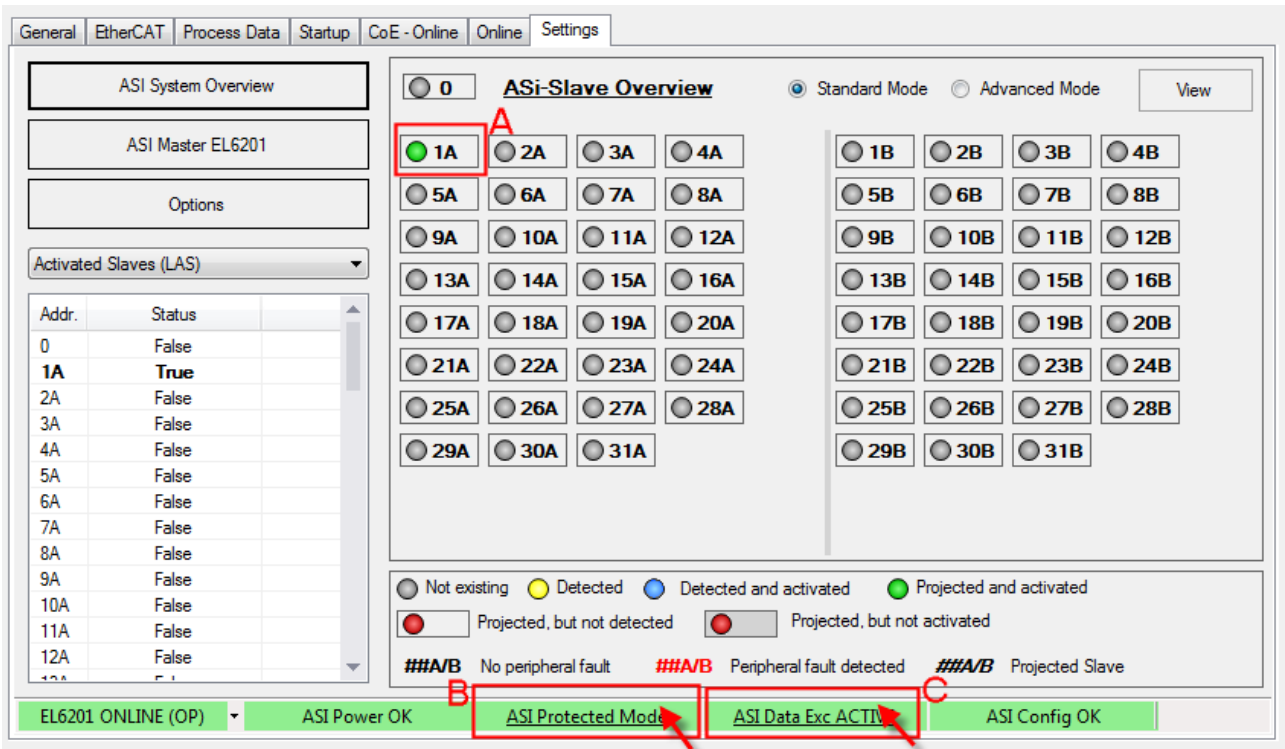 General EtherCAT Process Data Startup CoE - Online Online Settings
ASI System Overview
ASI Master EL6201
Options
Activated Slaves (LAS)
Addr. Status
0 False
1A True
2A False
3A False
4A False
5A False
6A False
7A False
8A False
9A False
10A False
11A False
12A False
0 ASi-Slave Overview Standard Mode Advanced Mode View
A
1A 2A 3A 4A 1B 2B 3B 4B
5A 6A 7A 8A 5B 6B 7B 8B
9A 10A 11A 12A 9B 10B 11B 12B
13A 14A 15A 16A 13B 14B 15B 16B
17A 18A 19A 20A 17B 18B 19B 20B
21A 22A 23A 24A 21B 22B 23B 24B
25A 26A 27A 28A 25B 26B 27B 28B
29A 30A 31A 29B 30B 31B
Not existing Detected Detected and activated Projected and activated
Projected, but not detected Projected, but not activated
##A/B No peripheral fault ##A/B Peripheral fault detected ##A/B Projected Slave
B C
EL6201 ONLINE (OP) ASI Power OK ASI Protected Mode ASI Data Exc ACTIVE ASI Config OK